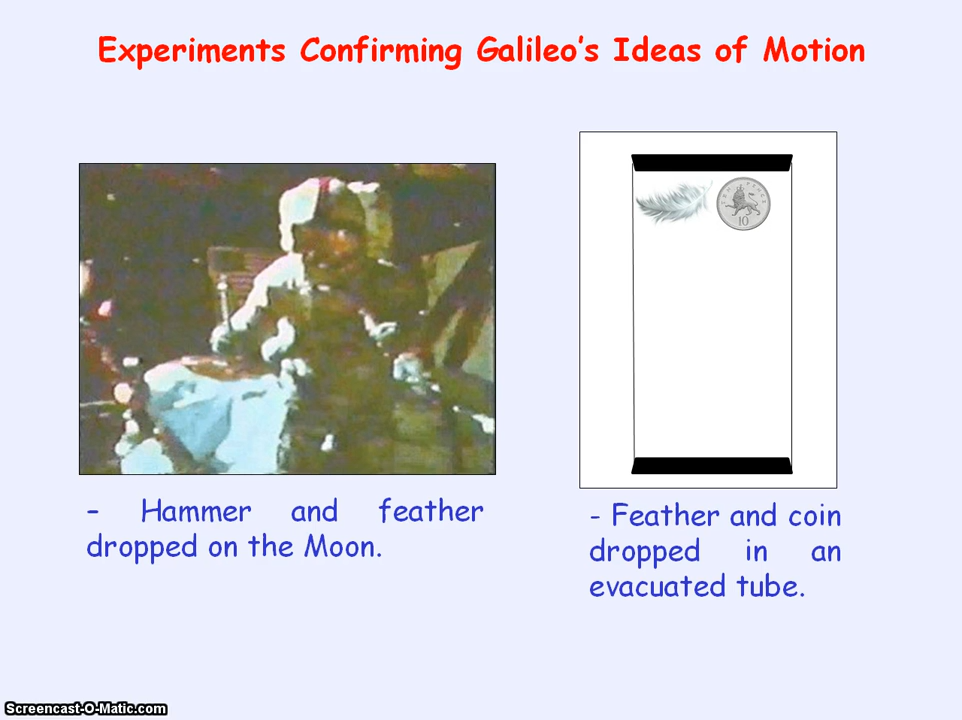 Experiments Confirming Galileo's Ideas of Motion
– Hammer and feather
dropped on the Moon.
- Feather and coin
dropped in an
evacuated tube.
10
Screencast-O-Matic.com